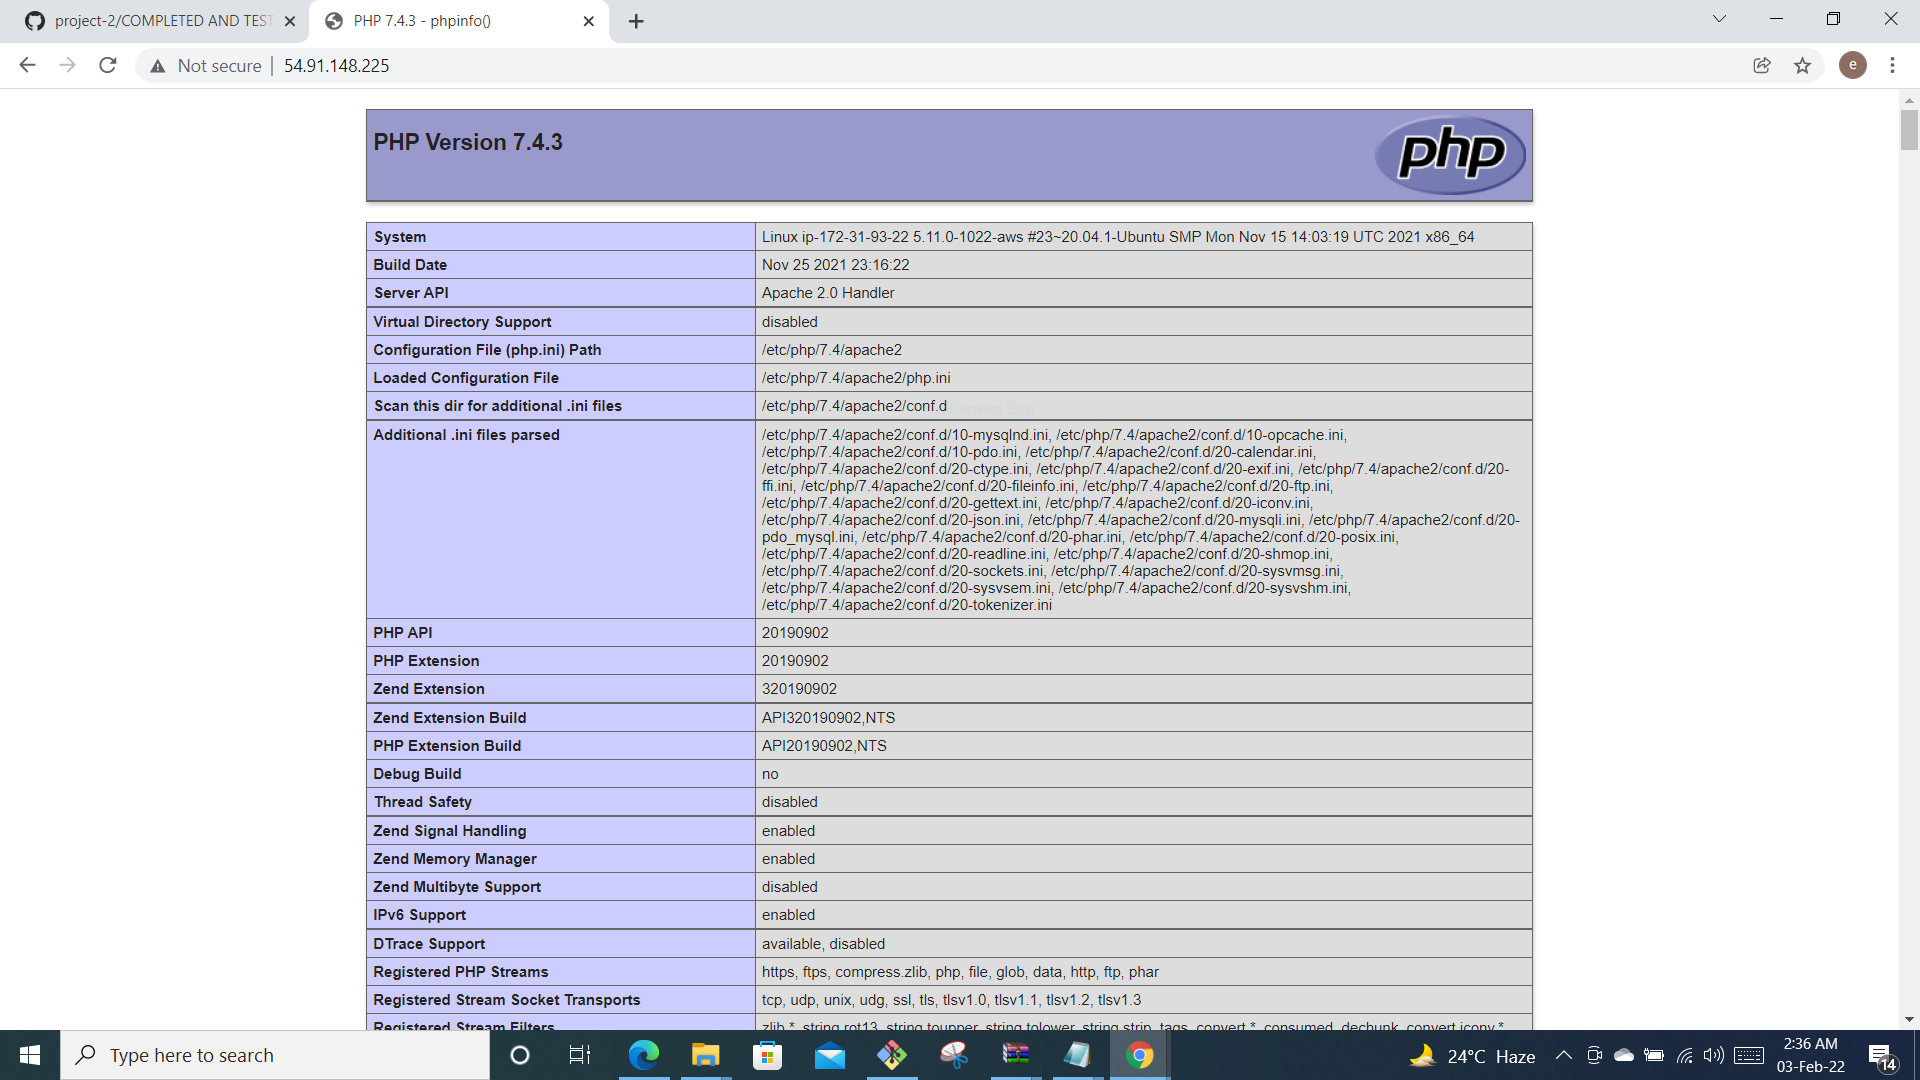 project-2/COMPLETED AND TEST
PHP 7.4.3 - phpinfo()
Not secure
54.91.148.225
e
PHP Version 7.4.3
php
System Linux ip-172-31-93-22 5.11.0-1022-aws #23~20.04.1-Ubuntu SMP Mon Nov 15 14:03:19 UTC 2021 x86_64
Build Date Nov 25 2021 23:16:22
Server API Apache 2.0 Handler
Virtual Directory Support disabled
Configuration File (php.ini) Path /etc/php/7.4/apache2
Loaded Configuration File /etc/php/7.4/apache2/php.ini
Scan this dir for additional .ini files /etc/php/7.4/apache2/conf.d
Additional .ini files parsed /etc/php/7.4/apache2/conf.d/10-mysqlnd.ini, /etc/php/7.4/apache2/conf.d/10-opcache.ini,
/etc/php/7.4/apache2/conf.d/10-pdo.ini, /etc/php/7.4/apache2/conf.d/20-calendar.ini,
/etc/php/7.4/apache2/conf.d/20-ctype.ini, /etc/php/7.4/apache2/conf.d/20-exif.ini, /etc/php/7.4/apache2/conf.d/20-
ffi.ini, /etc/php/7.4/apache2/conf.d/20-fileinfo.ini, /etc/php/7.4/apache2/conf.d/20-ftp.ini,
/etc/php/7.4/apache2/conf.d/20-gettext.ini, /etc/php/7.4/apache2/conf.d/20-iconv.ini,
/etc/php/7.4/apache2/conf.d/20-json.ini, /etc/php/7.4/apache2/conf.d/20-mysqli.ini, /etc/php/7.4/apache2/conf.d/20-
pdo_mysql.ini, /etc/php/7.4/apache2/conf.d/20-phar.ini, /etc/php/7.4/apache2/conf.d/20-posix.ini,
/etc/php/7.4/apache2/conf.d/20-readline.ini, /etc/php/7.4/apache2/conf.d/20-shmop.ini,
/etc/php/7.4/apache2/conf.d/20-sockets.ini, /etc/php/7.4/apache2/conf.d/20-sysvmsg.ini,
/etc/php/7.4/apache2/conf.d/20-sysvsem.ini, /etc/php/7.4/apache2/conf.d/20-sysvshm.ini,
/etc/php/7.4/apache2/conf.d/20-tokenizer.ini
PHP API 20190902
PHP Extension 20190902
Zend Extension 320190902
Zend Extension Build API320190902,NTS
PHP Extension Build API20190902,NTS
Debug Build no
Thread Safety disabled
Zend Signal Handling enabled
Zend Memory Manager enabled
Zend Multibyte Support disabled
IPv6 Support enabled
DTrace Support available, disabled
Registered PHP Streams https, ftps, compress.zlib, php, file, glob, data, http, ftp, phar
Registered Stream Socket Transports tcp, udp, unix, udg, ssl, tls, tlsv1.0, tlsv1.1, tlsv1.2, tlsv1.3
Registered Stream Filters zlib.*, string.rot13, string.toupper, string.tolower, string.strip_tags, convert.*, consumed, dechunk, convert.iconv.*
Type here to search
24°C Haze
2:36 AM
03-Feb-22
14